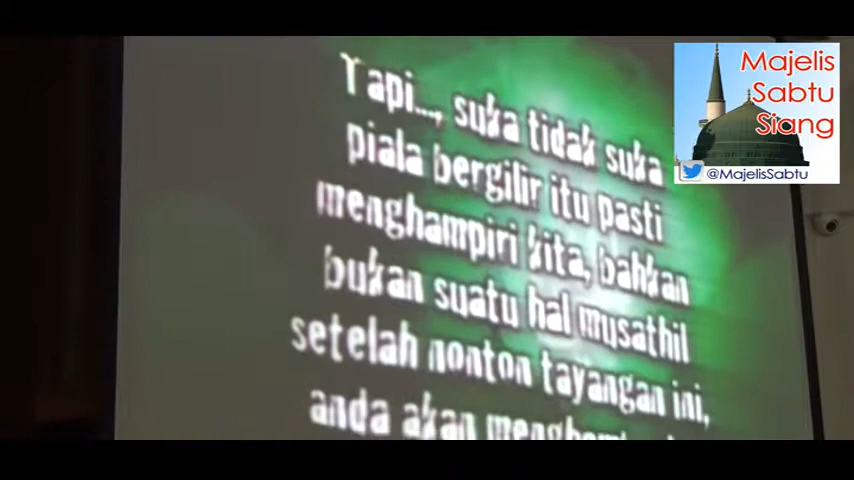 Tapi..., suka tidak suka
piala bergilir itu pasti
menghampiri kita, bahkan
bukan suatu hal musathil
setelah nonton tayangan ini,
anda akan
Majelis
Sabtu
Siang
@MajelisSabtu